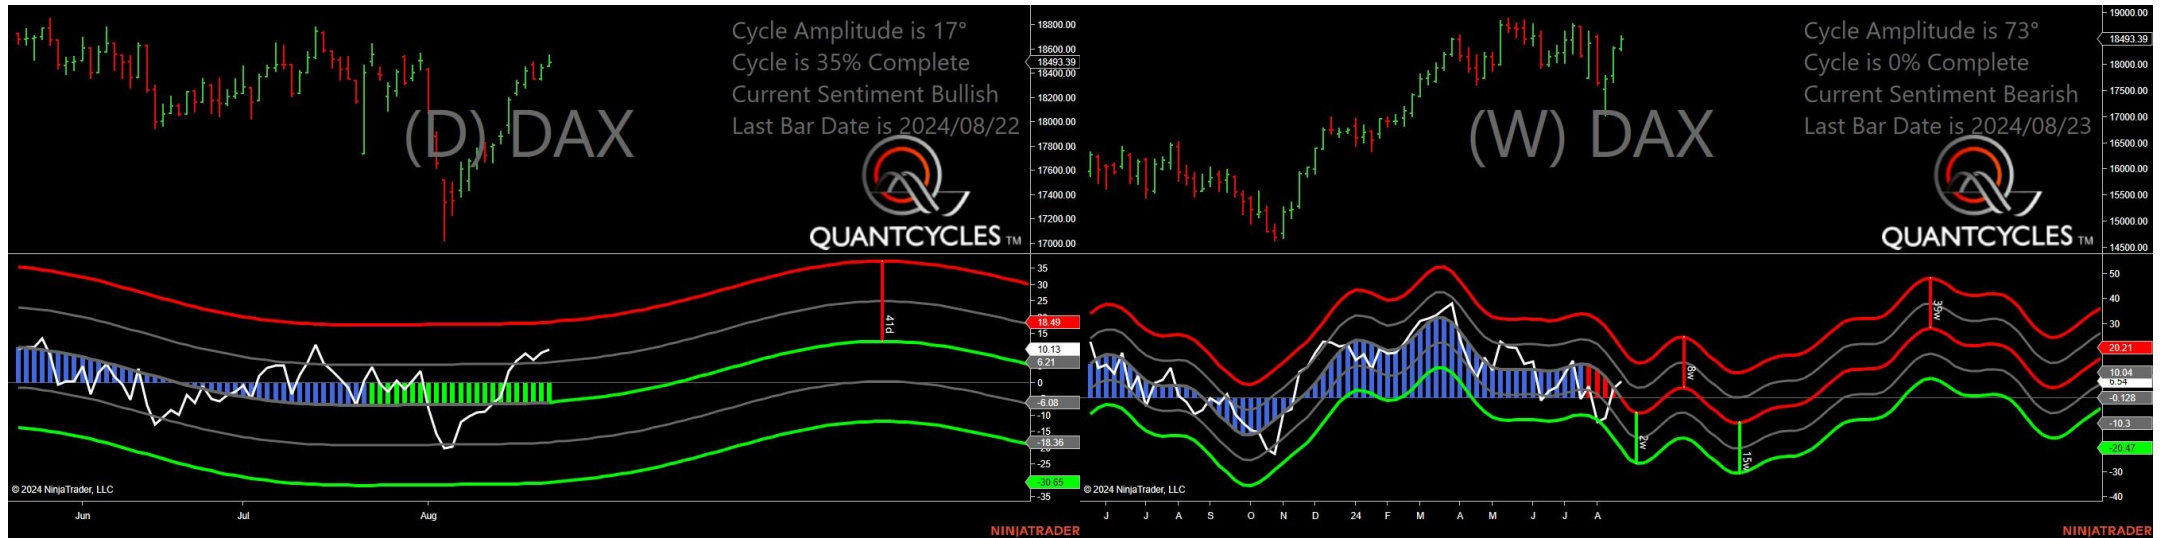 Cycle Amplitude is 17°
Cycle is 35% Complete
Current Sentiment Bullish
Last Bar Date is 2024/08/22
(D) DAX
QUANTCYCLES TM
18800.00
18600.00
18493.39
18400.00
18200.00
18000.00
17800.00
17600.00
17400.00
17200.00
17000.00
35
30
25
18.49
15
10.13
6.21
0
-6.08
-10
-15
-18.36
-25
-30.65
-35
41d
© 2024 NinjaTrader, LLC
Jun Jul Aug
NINJATRADER
Cycle Amplitude is 73°
Cycle is 0% Complete
Current Sentiment Bearish
Last Bar Date is 2024/08/23
(W) DAX
QUANTCYCLES TM
19000.00
18493.39
18000.00
17500.00
17000.00
16500.00
16000.00
15500.00
15000.00
14500.00
50
40
30
20.21
10.04
6.54
-0.128
-10.3
-20.47
-30
-40
2w
8w
15w
39w
© 2024 NinjaTrader, LLC
J J A S O N D 24 F M A M J J A
NINJATRADER